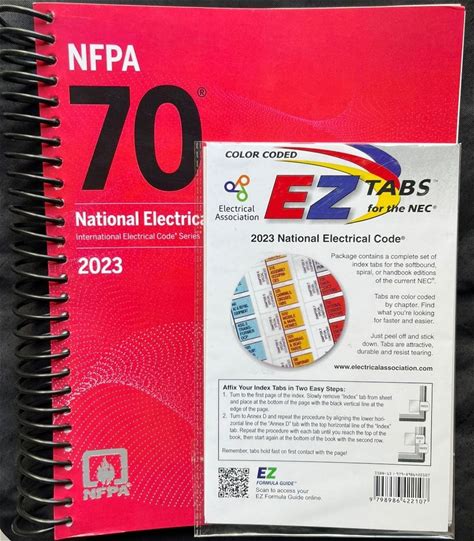 NFPA
70®
National Electrica
International Electrical Code® Series
2023
NFPA
COLOR CODED
Electrical
Association
EZ TABS™
for the NEC®
2023 National Electrical Code®
Package contains a complete set of
index tabs for the softbound,
spiral, or handbook editions
of the current NEC®.
Tabs are color coded
by chapter. Find
what you're looking
for faster and easier.
Just peel off and stick
down. Tabs are attractive,
durable and resist tearing.
www.electricalassociation.com
Affix Your Index Tabs in Two Easy Steps:
1. Turn to the first page of the index. Slowly remove "Index" tab from sheet
and place at the bottom of the page with the black vertical line at the
edge of the page.
2. Turn to Annex D and repeat the procedure by aligning the lower hori-
zontal line of the "Annex D" tab with the top horizontal line of the "Index"
tab. Repeat the procedure with each tab until you reach the top of the
book, then start again at the bottom of the book with the second row.
Remember, tabs hold fast on first contact with the page!
EZ
FORMULA GUIDE™
Scan to access your
EZ Formula Guide online.
9 798986 422107